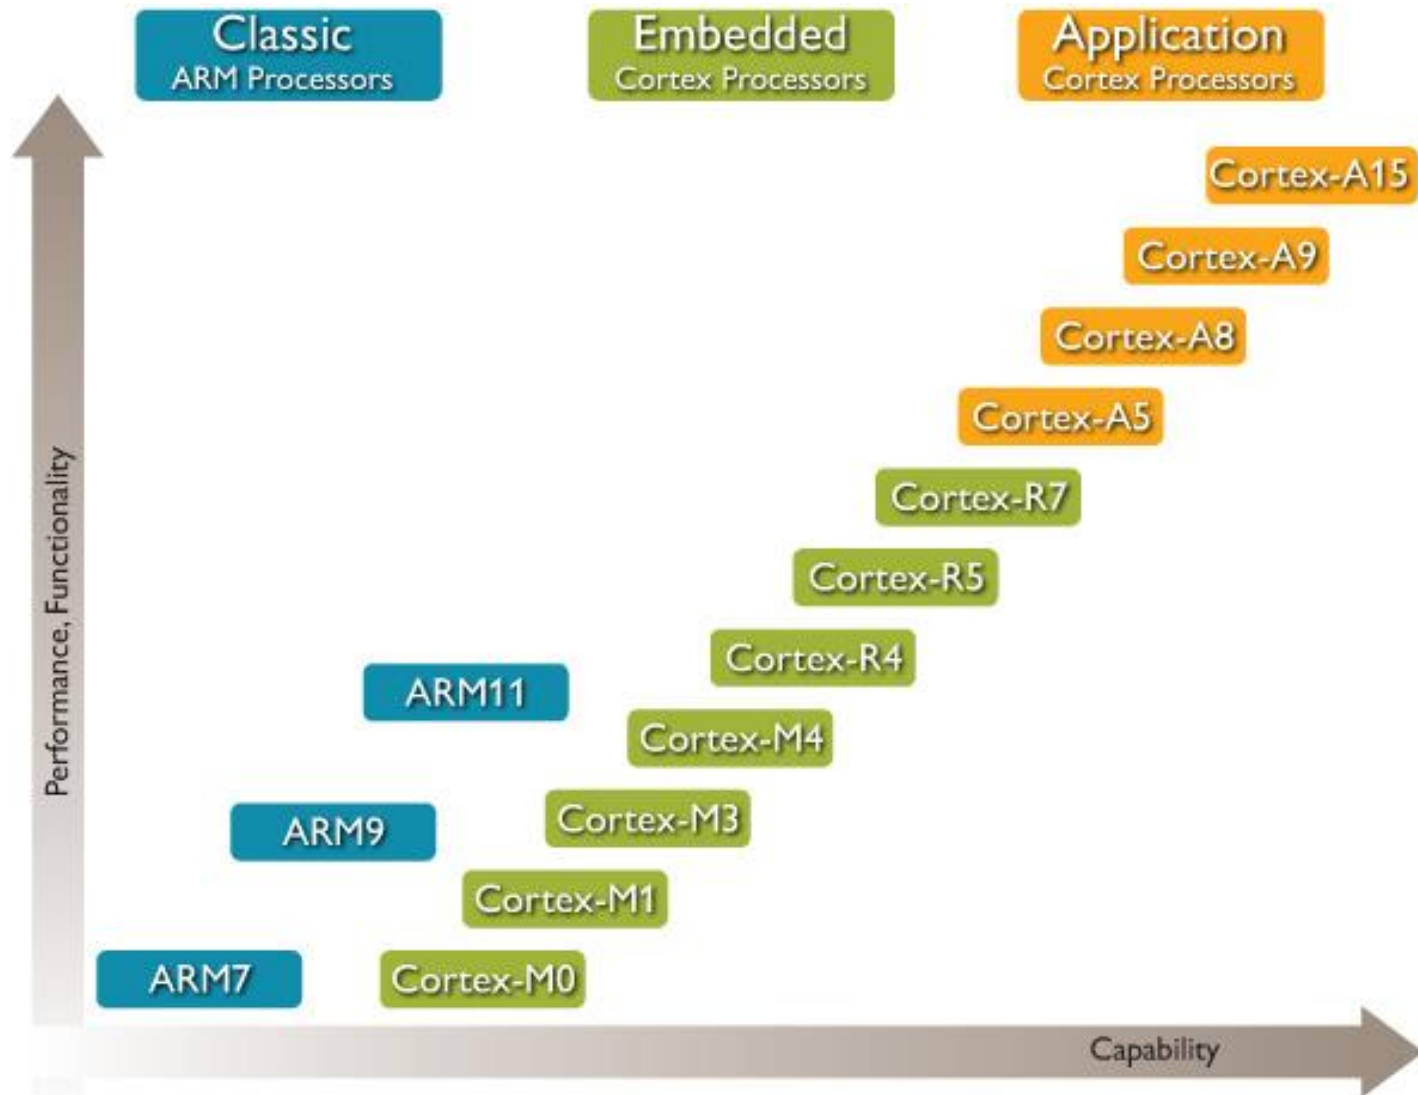 Classic
ARM Processors
Embedded
Cortex Processors
Application
Cortex Processors
Cortex-A15
Cortex-A9
Cortex-A8
Cortex-A5
Cortex-R7
Cortex-R5
Cortex-R4
ARM11
Cortex-M4
Cortex-M3
ARM9
Cortex-M1
ARM7
Cortex-M0
Performance, Functionality
Capability